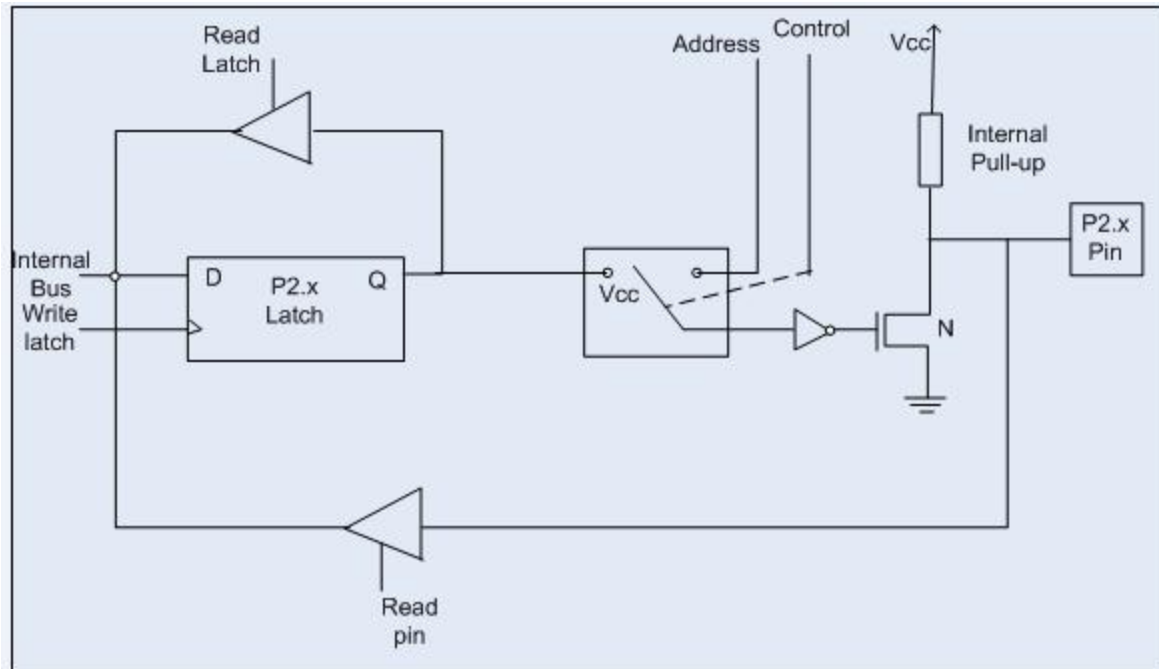 Read
Latch
Address
Control
Vcc
Internal
Pull-up
P2.x
Pin
Internal
Bus
Write
latch
D
P2.x
Latch
Q
Vcc
N
Read
pin